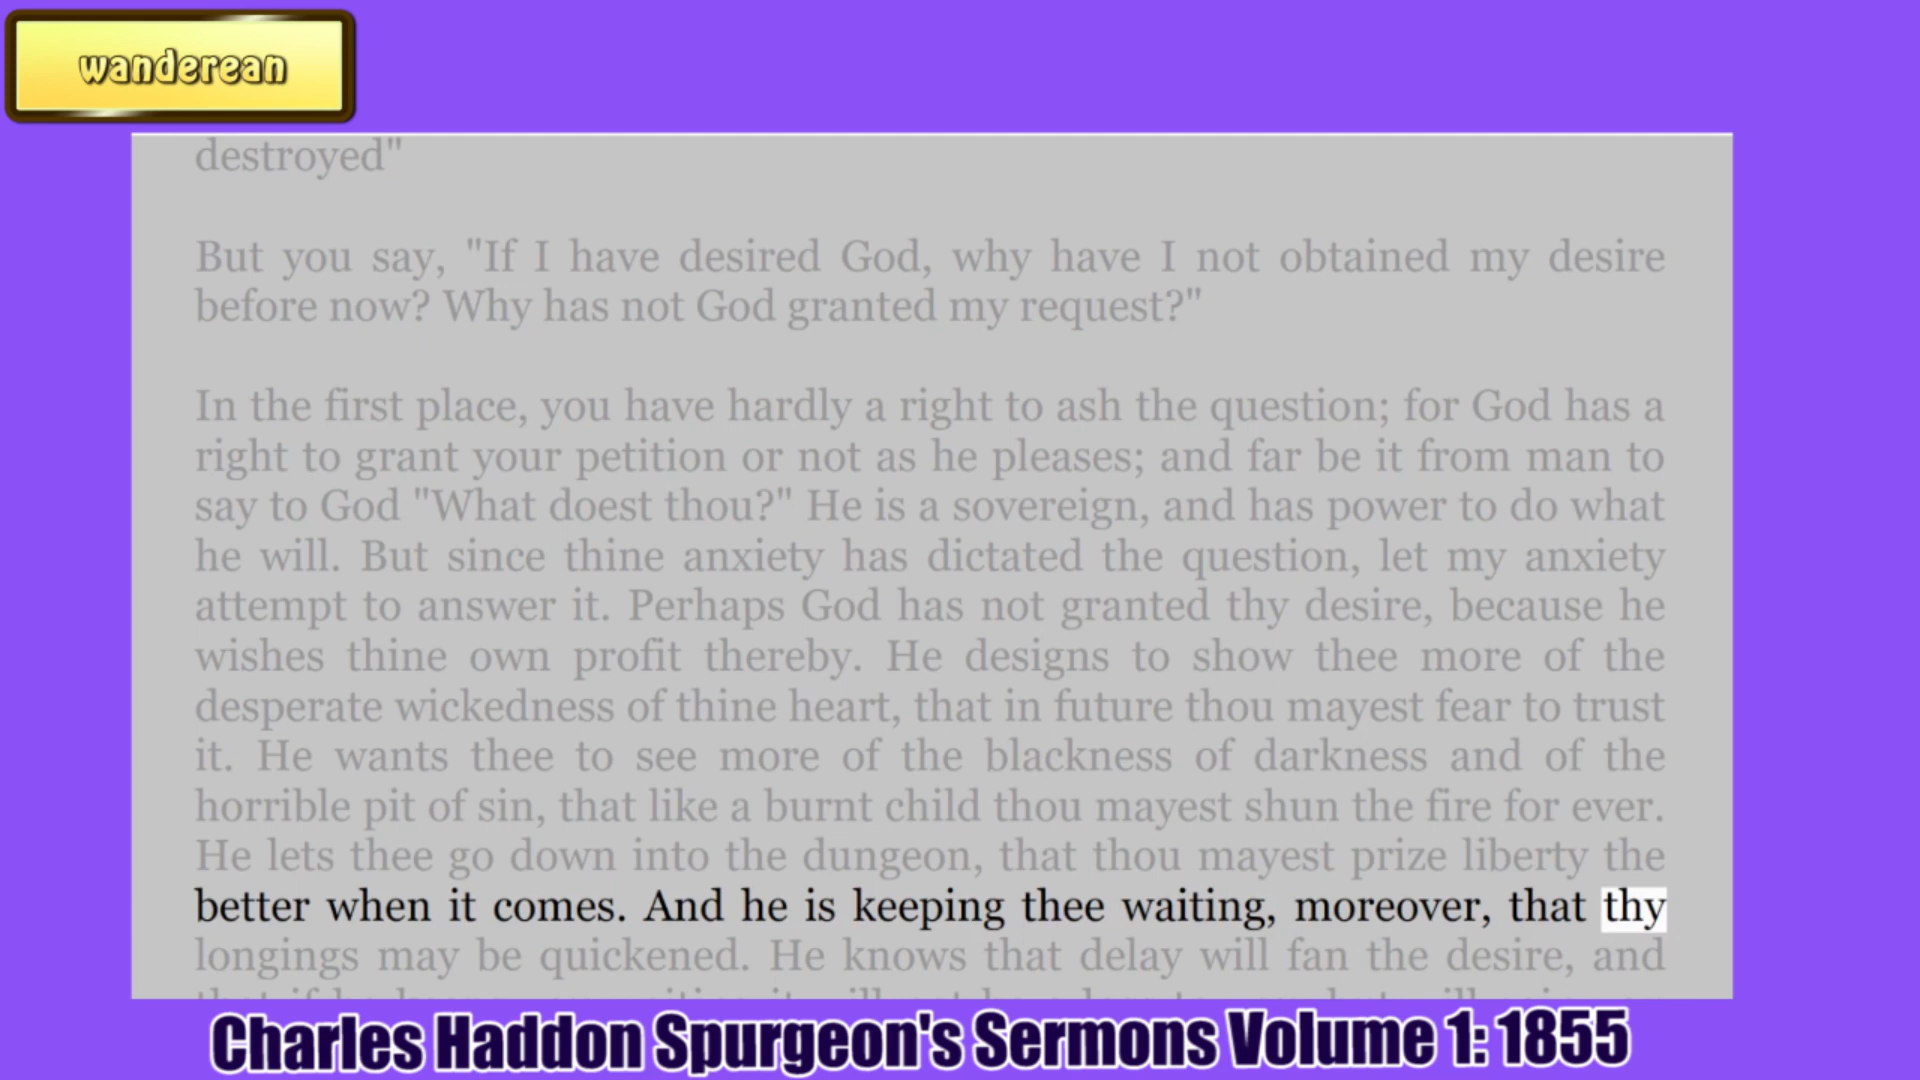 wanderean
destroyed"
But you say, "If I have desired God, why have I not obtained my desire
before now? Why has not God granted my request?"
In the first place, you have hardly a right to ash the question; for God has a
right to grant your petition or not as he pleases; and far be it from man to
say to God "What doest thou?" He is a sovereign, and has power to do what
he will. But since thine anxiety has dictated the question, let my anxiety
attempt to answer it. Perhaps God has not granted thy desire, because he
wishes thine own profit thereby. He designs to show thee more of the
desperate wickedness of thine heart, that in future thou mayest fear to trust
it. He wants thee to see more of the blackness of darkness and of the
horrible pit of sin, that like a burnt child thou mayest shun the fire for ever.
He lets thee go down into the dungeon, that thou mayest prize liberty the
better when it comes. And he is keeping thee waiting, moreover, that thy
longings may be quickened. He knows that delay will fan the desire, and
Charles Haddon Spurgeon's Sermons Volume 1: 1855